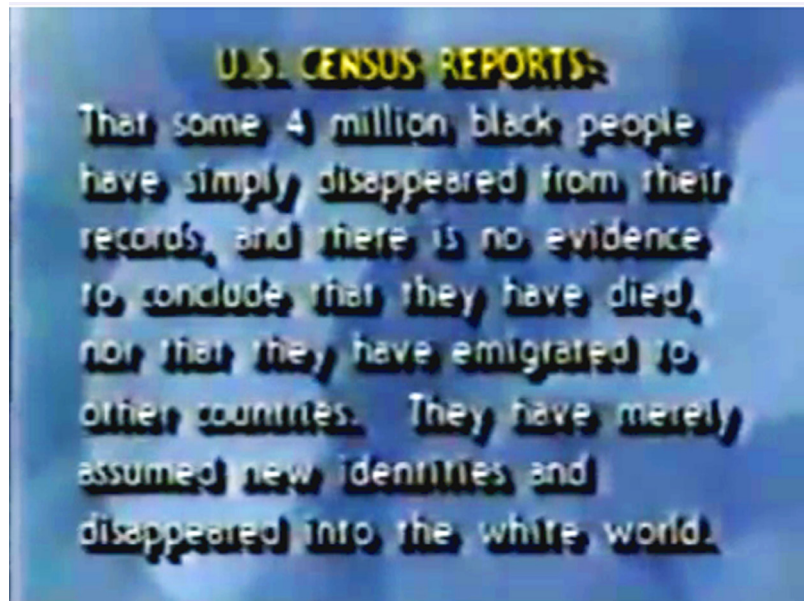 U.S. CENSUS REPORTS:
That some 4 million black people
have simply disappeared from their
records, and there is no evidence
to conclude that they have died,
nor that they have emigrated to
other countries. They have merely
assumed new identities and
disappeared into the white world.